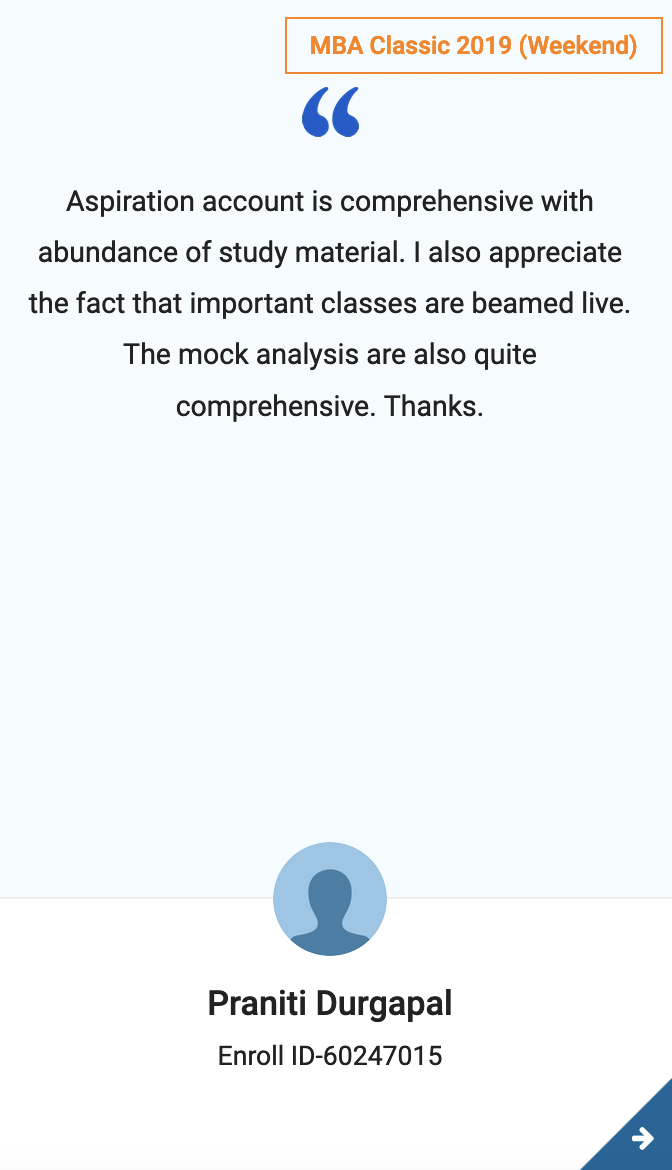 MBA Classic 2019 (Weekend)
“
Aspiration account is comprehensive with
abundance of study material. I also appreciate
the fact that important classes are beamed live.
The mock analysis are also quite
comprehensive. Thanks.
Praniti Durgapal
Enroll ID-60247015